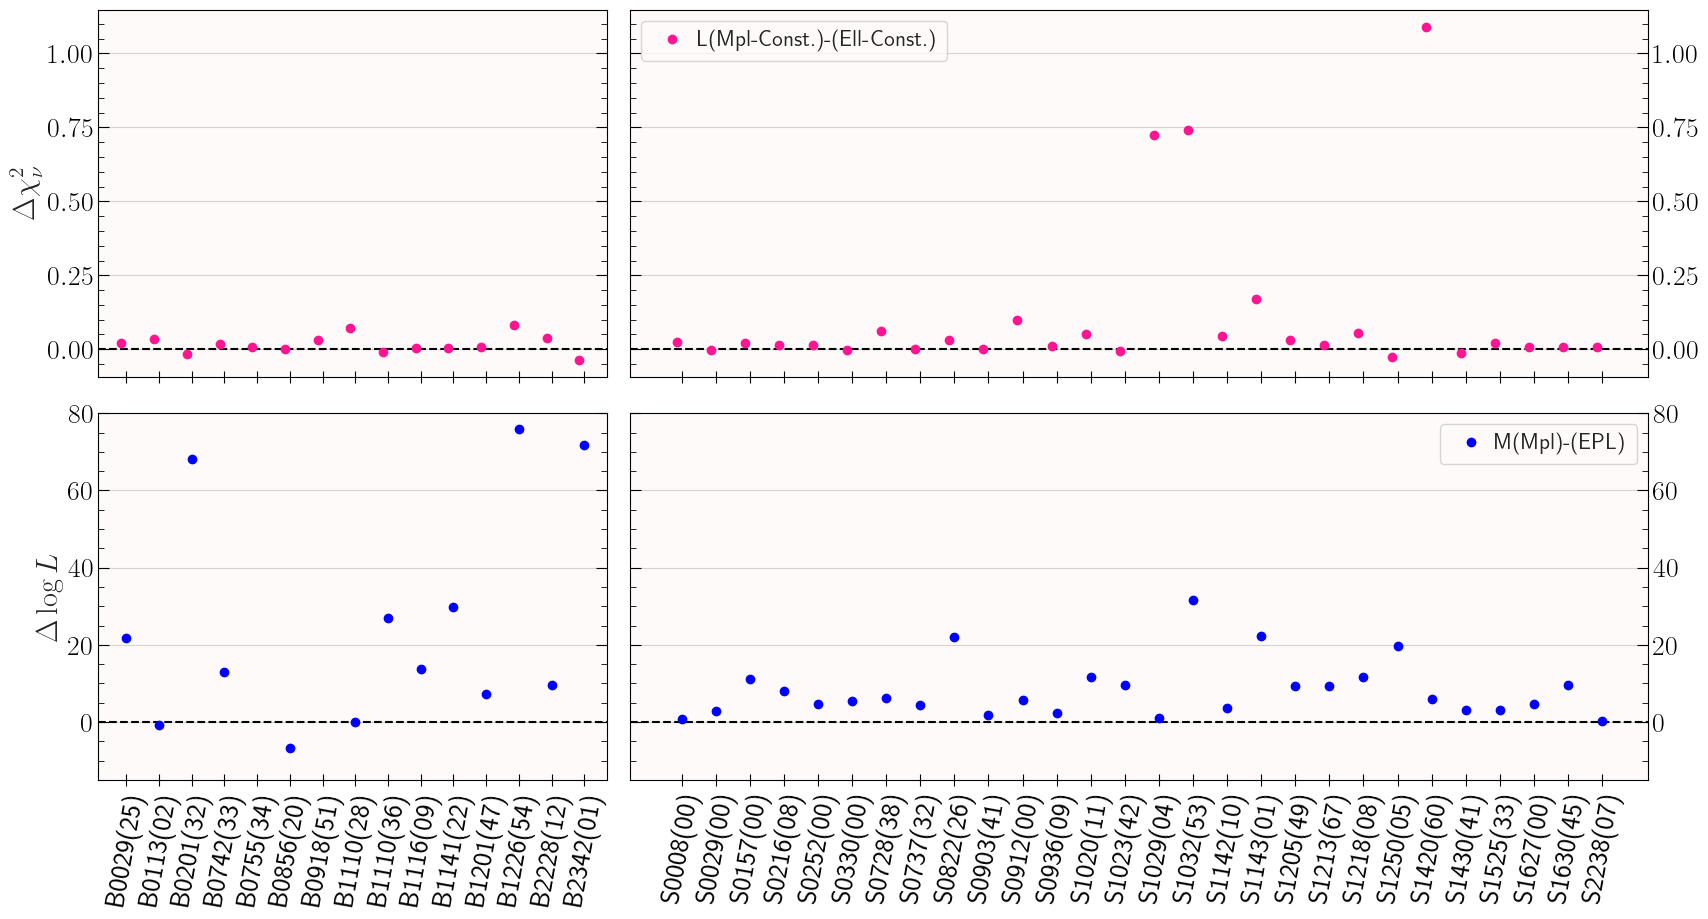 L(Mpl-Const.)-(Ell-Const.)
Δχ²ᵥ
1.00
0.75
0.50
0.25
0.00
1.00
0.75
0.50
0.25
0.00
M(Mpl)-(EPL)
Δ log L
80
60
40
20
0
80
60
40
20
0
B0029(25)
B0113(02)
B0201(32)
B0742(33)
B0755(34)
B0856(20)
B0918(51)
B1110(28)
B1110(36)
B1116(09)
B1141(22)
B1201(47)
B1226(54)
B2228(12)
B2342(01)
S0008(00)
S0029(00)
S0157(00)
S0216(08)
S0252(00)
S0330(00)
S0728(38)
S0737(32)
S0822(26)
S0903(41)
S0912(00)
S0936(09)
S1020(11)
S1023(42)
S1029(04)
S1032(53)
S1142(10)
S1143(01)
S1205(49)
S1213(67)
S1218(08)
S1250(05)
S1420(60)
S1430(41)
S1525(33)
S1627(00)
S1630(45)
S2238(07)